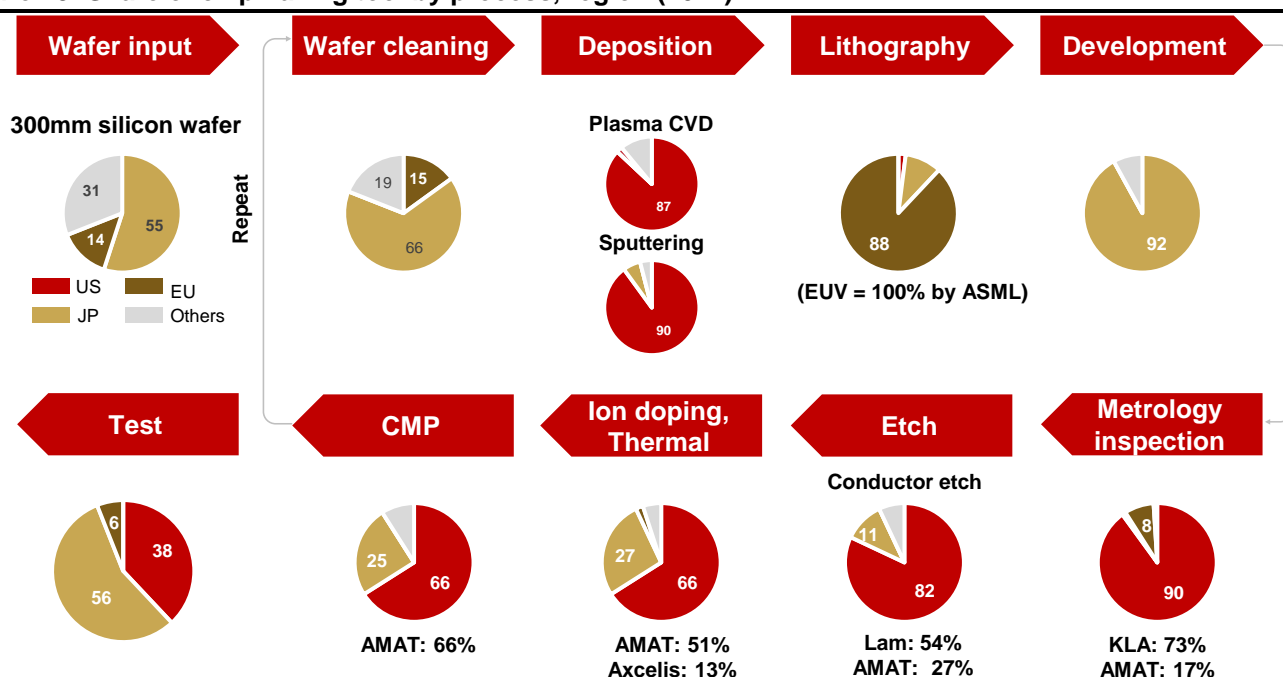 Wafer input
Wafer cleaning
Deposition
Lithography
Development
300mm silicon wafer
31
55
14
US
EU
JP
Others
Repeat
19
15
66
Plasma CVD
87
Sputtering
90
88
(EUV = 100% by ASML)
92
Test
CMP
Ion doping,
Thermal
Etch
Metrology
inspection
6
38
56
25
66
AMAT: 66%
27
66
AMAT: 51%
Axcelis: 13%
Conductor etch
11
82
Lam: 54%
AMAT: 27%
8
90
KLA: 73%
AMAT: 17%